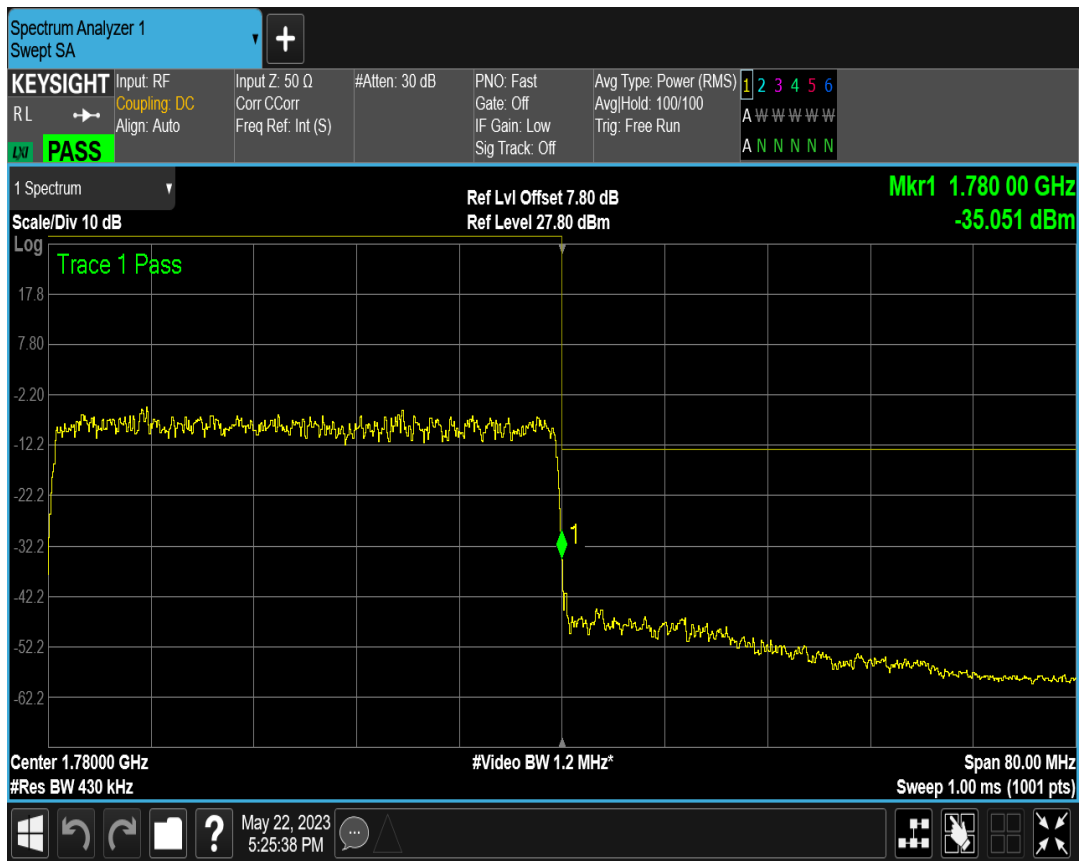 Spectrum Analyzer 1
Swept SA
+
KEYSIGHT
RL
LXI PASS
Input: RF
Coupling: DC
Align: Auto
Input Z: 50 Ω
Corr CCorr
Freq Ref: Int (S)
#Atten: 30 dB
PNO: Fast
Gate: Off
IF Gain: Low
Sig Track: Off
Avg Type: Power (RMS)
Avg|Hold: 100/100
Trig: Free Run
1 2 3 4 5 6
A W W W W W
A N N N N N
1 Spectrum
Scale/Div 10 dB
Ref Lvl Offset 7.80 dB
Ref Level 27.80 dBm
Mkr1 1.780 00 GHz
-35.051 dBm
Log
Trace 1 Pass
17.8
7.80
-2.20
-12.2
-22.2
1
-32.2
-42.2
-52.2
-62.2
Center 1.78000 GHz
#Res BW 430 kHz
#Video BW 1.2 MHz*
Span 80.00 MHz
Sweep 1.00 ms (1001 pts)
?
May 22, 2023
5:25:38 PM